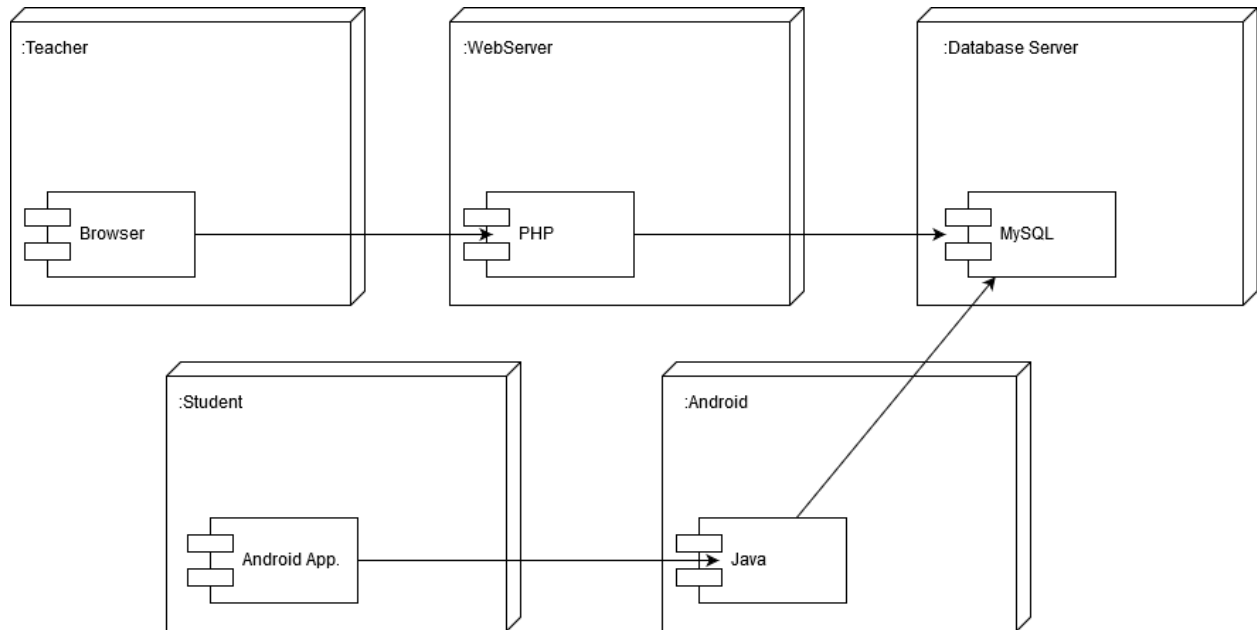 :Teacher
:WebServer
:Database Server
Browser
PHP
MySQL
:Student
:Android
Android App.
Java